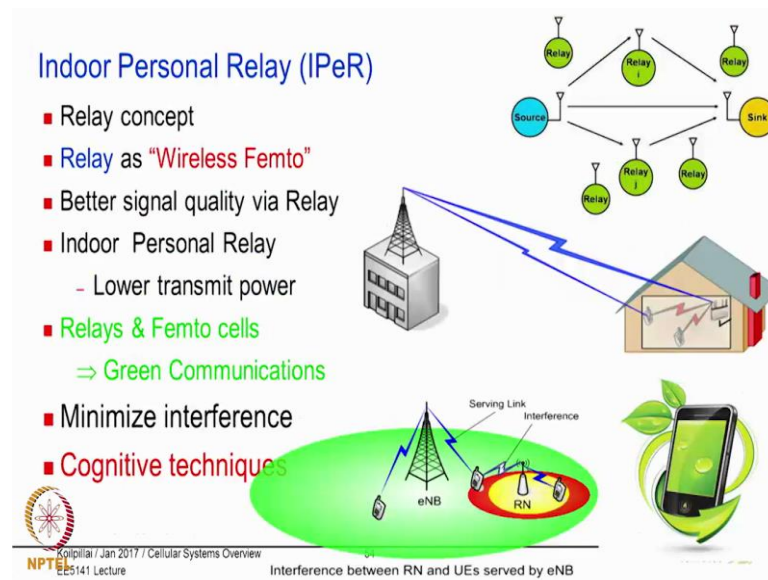 Indoor Personal Relay (IPeR)
Relay concept
Relay as “Wireless Femto”
Better signal quality via Relay
Indoor Personal Relay
– Lower transmit power
Relays & Femto cells
⇒ Green Communications
Minimize interference
Cognitive techniques
Relay
Relay i
Relay
Source
Sink
Relay
Relay j
Relay
Serving Link
Interference
eNB
RN
NPTEL
Koilpillai / Jan 2017 / Cellular Systems Overview
EE5141 Lecture
Interference between RN and UEs served by eNB